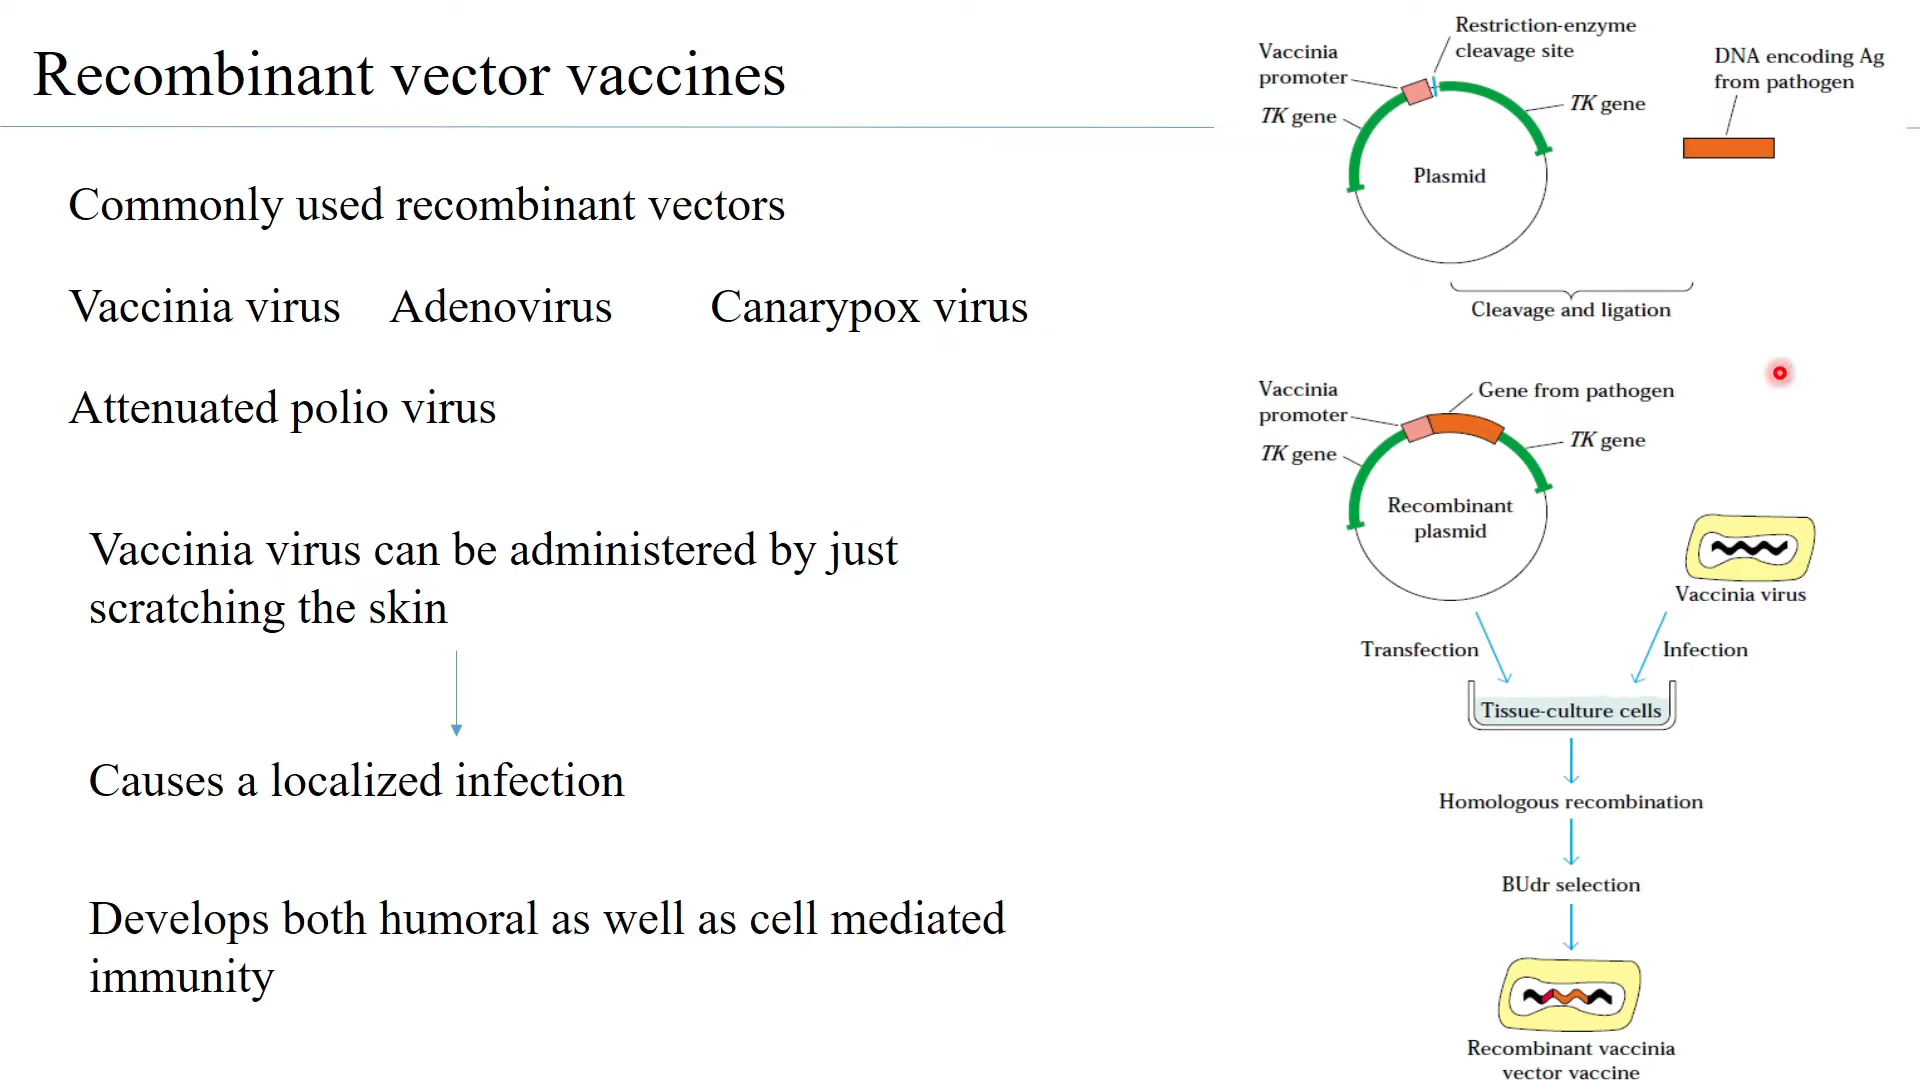 Recombinant vector vaccines
Commonly used recombinant vectors
Vaccinia virus Adenovirus Canarypox virus
Attenuated polio virus
Vaccinia virus can be administered by just
scratching the skin
Causes a localized infection
Develops both humoral as well as cell mediated
immunity
Restriction-enzyme
cleavage site
Vaccinia
promoter
TK gene
TK gene
Plasmid
DNA encoding Ag
from pathogen
Cleavage and ligation
Vaccinia
promoter
Gene from pathogen
TK gene
TK gene
Recombinant
plasmid
Vaccinia virus
Transfection
Infection
Tissue-culture cells
Homologous recombination
BUdr selection
Recombinant vaccinia
vector vaccine